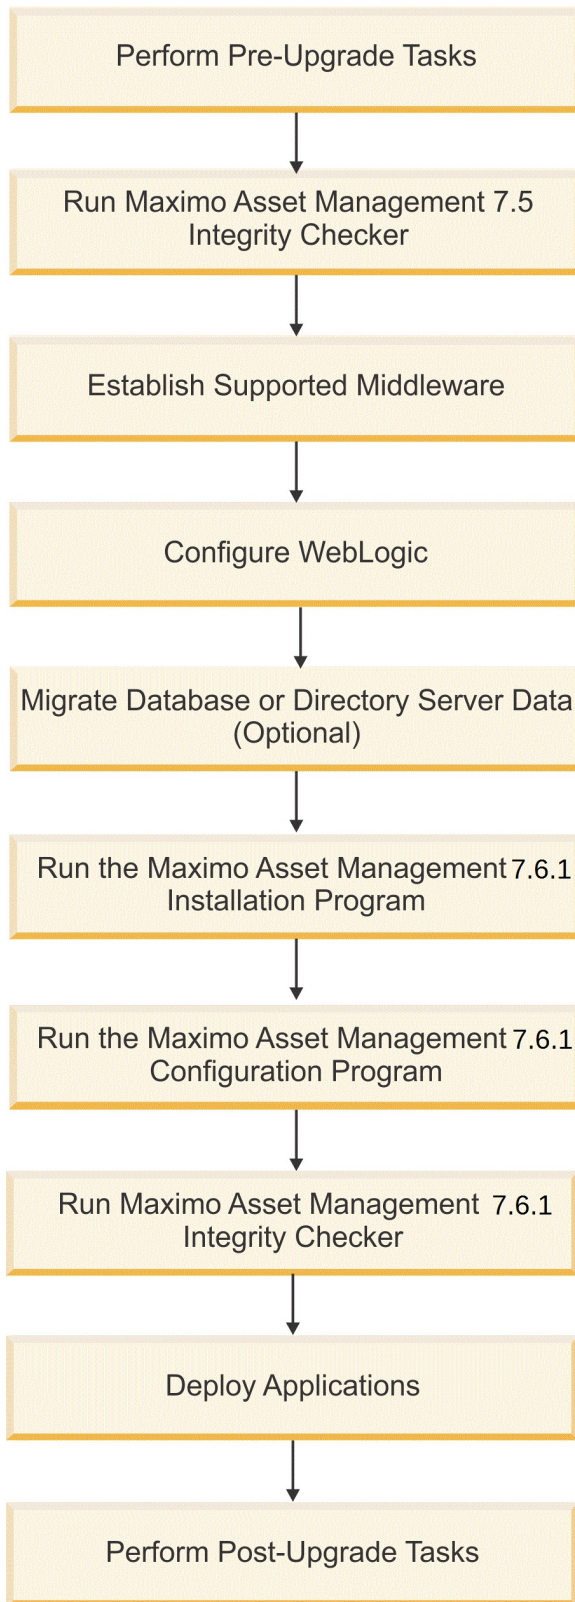 Perform Pre-Upgrade Tasks
Run Maximo Asset Management 7.5
Integrity Checker
Establish Supported Middleware
Configure WebLogic
Migrate Database or Directory Server Data
(Optional)
Run the Maximo Asset Management 7.6.1
Installation Program
Run the Maximo Asset Management 7.6.1
Configuration Program
Run Maximo Asset Management 7.6.1
Integrity Checker
Deploy Applications
Perform Post-Upgrade Tasks